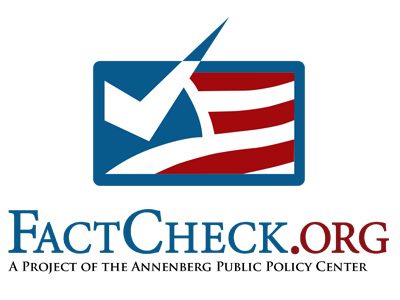 FactCheck.org
A Project of the Annenberg Public Policy Center